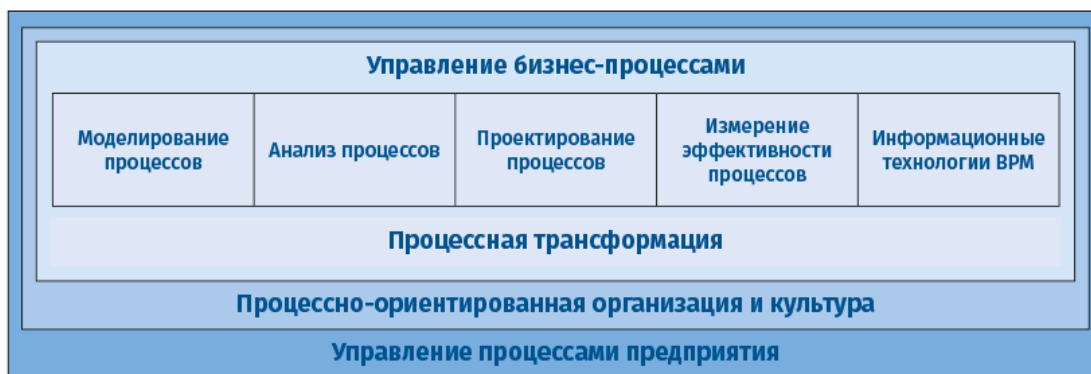 Управление бизнес-процессами
Моделирование
процессов
Анализ процессов
Проектирование
процессов
Измерение
эффективности
процессов
Информационные
технологии BPM
Процессная трансформация
Процессно-ориентированная организация и культура
Управление процессами предприятия